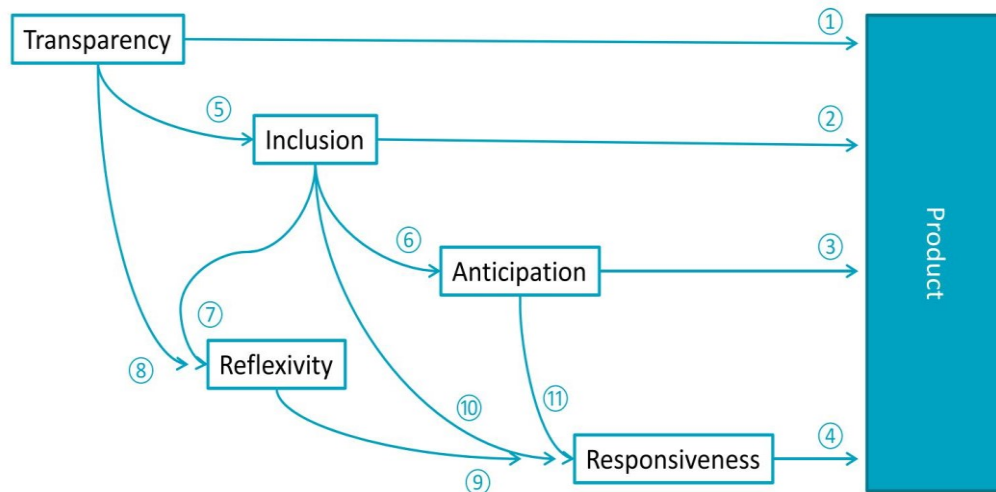 Transparency
①
⑤
②
Inclusion
⑥
③
Anticipation
Product
⑦
⑧
Reflexivity
⑩
⑪
④
Responsiveness
⑨